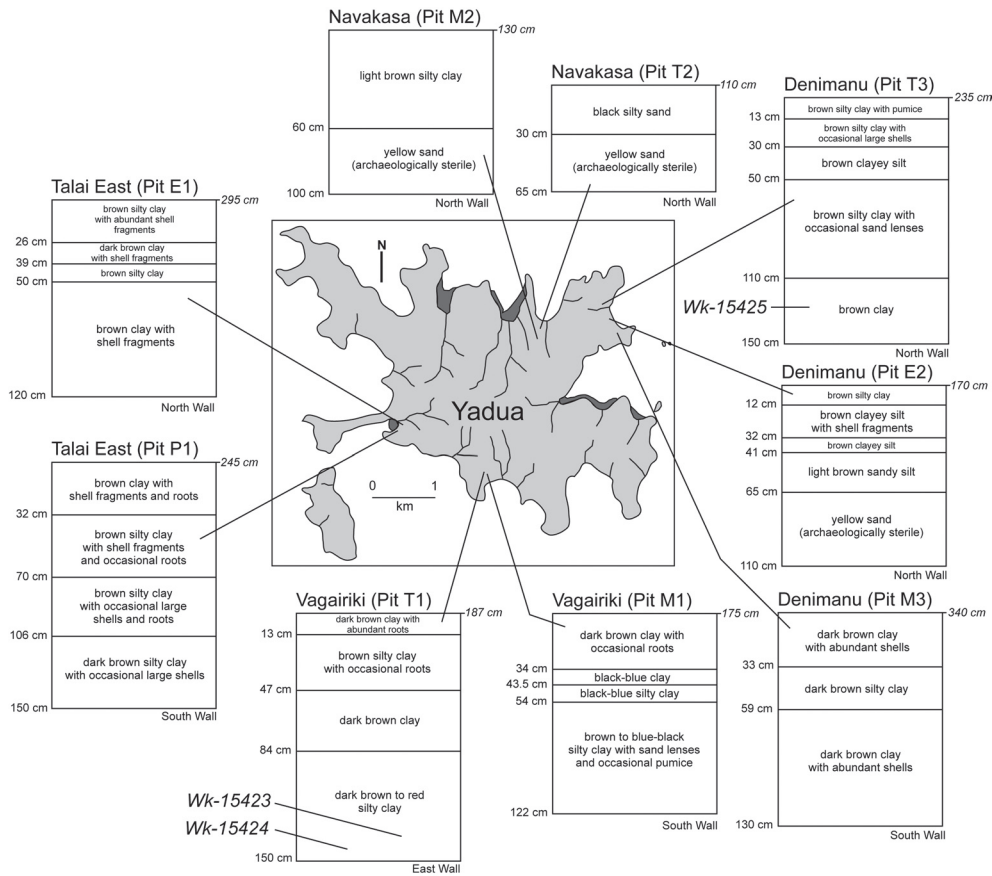 Navakasa (Pit M2)
130 cm
light brown silty clay
60 cm
yellow sand
(archaeologically sterile)
100 cm
North Wall
Navakasa (Pit T2)
110 cm
black silty sand
30 cm
yellow sand
(archaeologically sterile)
65 cm
North Wall
Denimanu (Pit T3)
235 cm
brown silty clay with pumice
13 cm
brown silty clay with
occasional large shells
30 cm
brown clayey silt
50 cm
brown silty clay with
occasional sand lenses
110 cm
Wk-15425
brown clay
150 cm
North Wall
Talai East (Pit E1)
295 cm
brown silty clay
with abundant shell
fragments
26 cm
dark brown clay
with shell fragments
39 cm
brown silty clay
50 cm
brown clay with
shell fragments
120 cm
North Wall
N
Yadua
0 1
km
Denimanu (Pit E2)
170 cm
brown silty clay
12 cm
brown clayey silt
with shell fragments
32 cm
brown clayey silt
41 cm
light brown sandy silt
65 cm
yellow sand
(archaeologically sterile)
110 cm
North Wall
Talai East (Pit P1)
245 cm
brown clay with
shell fragments and roots
32 cm
brown silty clay
with shell fragments
and occasional roots
70 cm
brown silty clay
with occasional large
shells and roots
106 cm
dark brown silty clay
with occasional large shells
150 cm
South Wall
Vagairiki (Pit T1)
187 cm
dark brown clay with
abundant roots
13 cm
brown silty clay
with occasional roots
47 cm
dark brown clay
84 cm
dark brown to red
silty clay
Wk-15423
Wk-15424
150 cm
East Wall
Vagairiki (Pit M1)
175 cm
dark brown clay with
occasional roots
34 cm
black-blue clay
43.5 cm
black-blue silty clay
54 cm
brown to blue-black
silty clay with sand lenses
and occasional pumice
122 cm
South Wall
Denimanu (Pit M3)
340 cm
dark brown clay
with abundant shells
33 cm
dark brown silty clay
59 cm
dark brown clay
with abundant shells
130 cm
South Wall